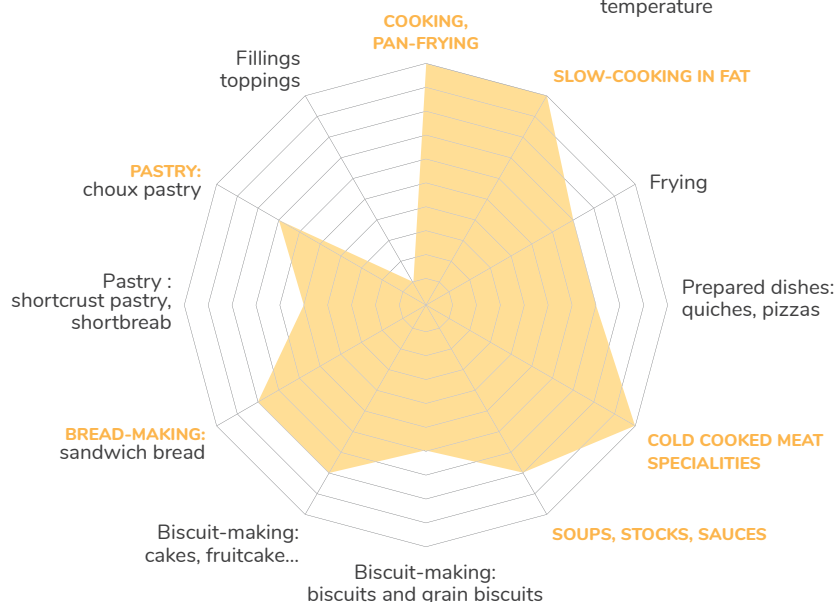 temperature
COOKING,
PAN-FRYING
SLOW-COOKING IN FAT
Frying
Prepared dishes:
quiches, pizzas
COLD COOKED MEAT
SPECIALITIES
SOUPS, STOCKS, SAUCES
Biscuit-making:
biscuits and grain biscuits
Biscuit-making:
cakes, fruitcake...
BREAD-MAKING:
sandwich bread
Pastry :
shortcrust pastry,
shortbreab
PASTRY:
choux pastry
Fillings
toppings